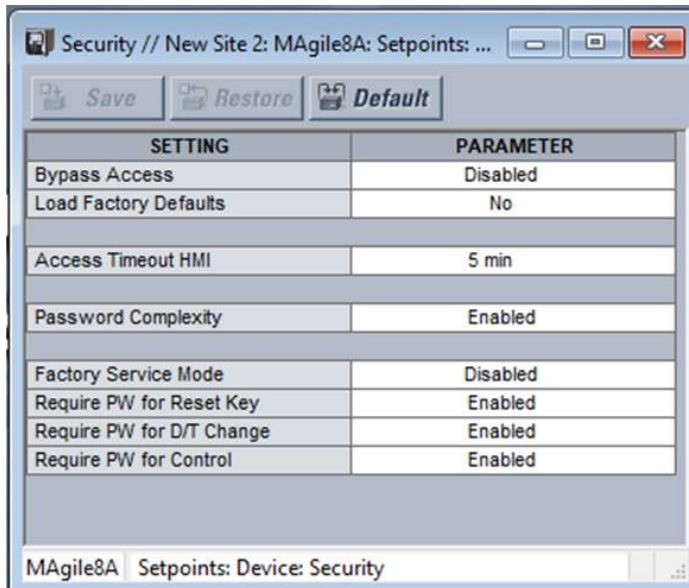 Security // New Site 2: MAgile8A: Setpoints: ...
Save Restore Default
SETTING PARAMETER
Bypass Access Disabled
Load Factory Defaults No
Access Timeout HMI 5 min
Password Complexity Enabled
Factory Service Mode Disabled
Require PW for Reset Key Enabled
Require PW for D/T Change Enabled
Require PW for Control Enabled
MAgile8A Setpoints: Device: Security